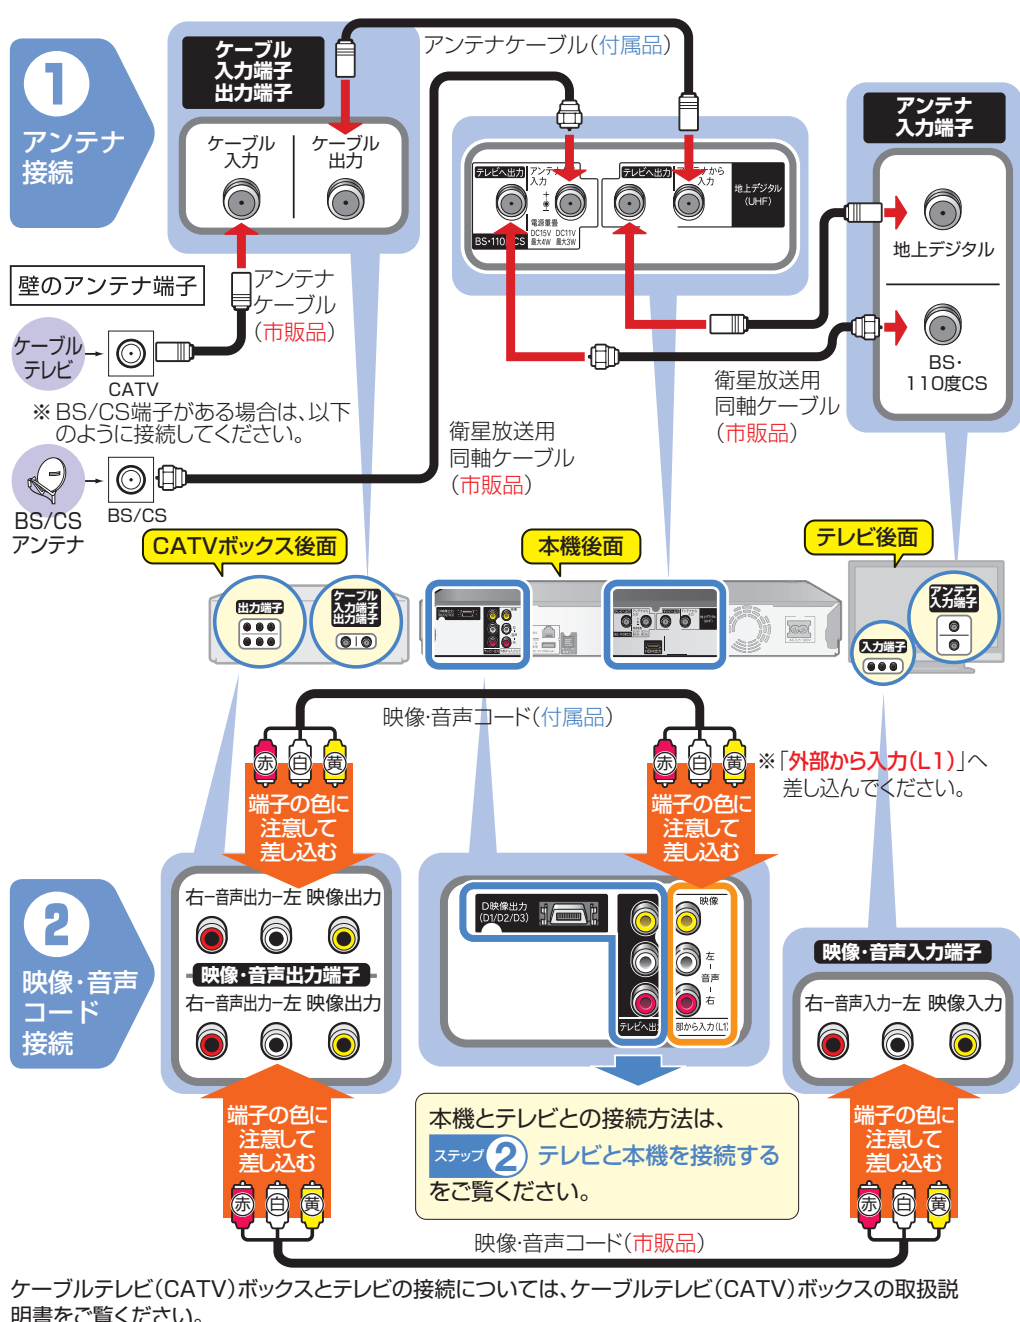 1
アンテナ
接続
ケーブル
入力端子
出力端子
アンテナケーブル(付属品)
アンテナ
入力端子
ケーブル
入力
ケーブル
出力
テレビへ出力
入力
電源重畳
DC15V DC11V
最大4W 最大3W
テレビへ出力
入力
地上デジタル
(UHF)
地上デジタル
BS・
110度CS
壁のアンテナ端子
アンテナ
ケーブル
(市販品)
ケーブル
テレビ
CATV
※BS/CS端子がある場合は、以下
のように接続してください。
BS/CS
アンテナ
BS/CS
衛星放送用
同軸ケーブル
(市販品)
衛星放送用
同軸ケーブル
(市販品)
CATVボックス後面
本機後面
テレビ後面
出力端子
ケーブル
入力端子
出力端子
アンテナ
入力端子
入力端子
映像・音声コード(付属品)
赤 白 黄
赤 白 黄
※「外部から入力(L1)」へ
差し込んでください。
端子の色に
注意して
差し込む
端子の色に
注意して
差し込む
2
映像・音声
コード
接続
右ー音声出力ー左 映像出力
映像・音声出力端子
右ー音声出力ー左 映像出力
D映像出力
(D1/D2/D3)
映像
左
音声
右
テレビへ出
部から入力(L1
映像・音声入力端子
右ー音声入力ー左 映像入力
端子の色に
注意して
差し込む
端子の色に
注意して
差し込む
本機とテレビとの接続方法は、
ステップ2 テレビと本機を接続する
をご覧ください。
赤 白 黄
赤 白 黄
映像・音声コード(市販品)
ケーブルテレビ(CATV)ボックスとテレビの接続については、ケーブルテレビ(CATV)ボックスの取扱説
明書をご覧ください。